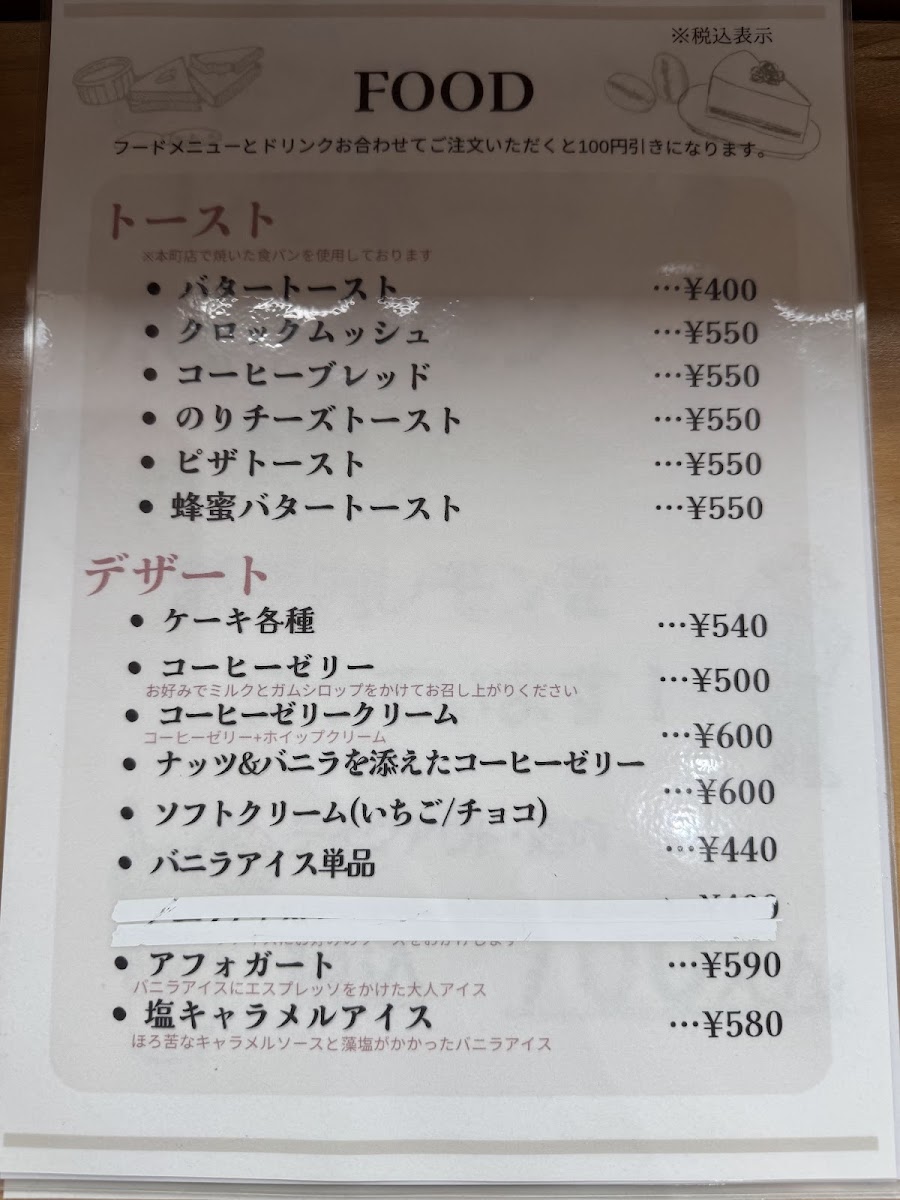 ※税込表示
FOOD
フードメニューとドリンクお合わせてご注文いただくと100円引きになります。
トースト
※本町店で焼いた食パンを使用しております
• バタートースト …¥400
• クロックムッシュ …¥550
• コーヒーブレッド …¥550
• のりチーズトースト …¥550
• ピザトースト …¥550
• 蜂蜜バタートースト …¥550
デザート
• ケーキ各種 …¥540
• コーヒーゼリー …¥500
お好みでミルクとガムシロップをかけてお召し上がりください
• コーヒーゼリークリーム …¥600
コーヒーゼリー+ホイップクリーム
• ナッツ&バニラを添えたコーヒーゼリー …¥600
• ソフトクリーム(いちご/チョコ) …¥440
• バニラアイス単品
• アフォガート …¥590
バニラアイスにエスプレッソをかけた大人アイス
• 塩キャラメルアイス …¥580
ほろ苦なキャラメルソースと藻塩がかかったバニラアイス